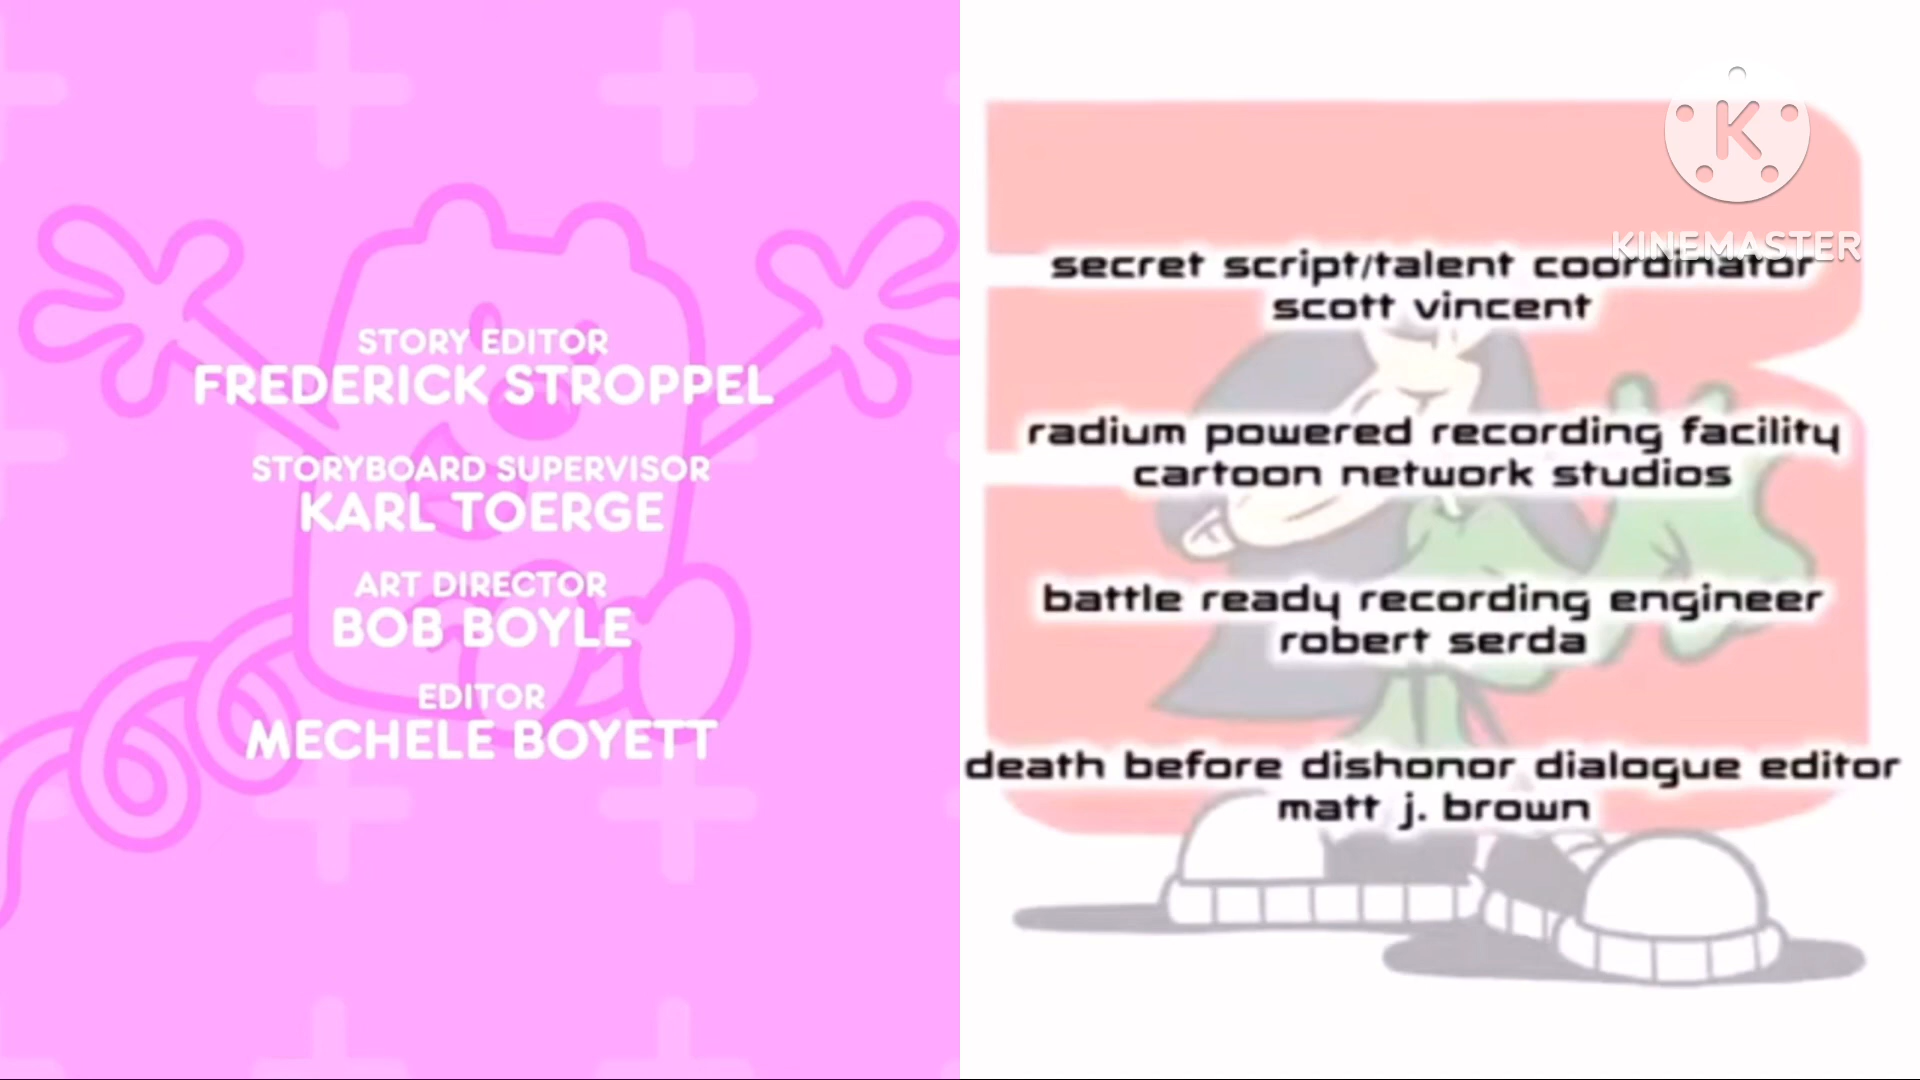 STORY EDITOR
FREDERICK STROPPEL
STORYBOARD SUPERVISOR
KARL TOERGE
ART DIRECTOR
BOB BOYLE
EDITOR
MECHELE BOYETT
K
KINEMASTER
secret script/talent coordinator
scott vincent
radium powered recording facility
cartoon network studios
battle ready recording engineer
robert serda
death before dishonor dialogue editor
matt j. brown